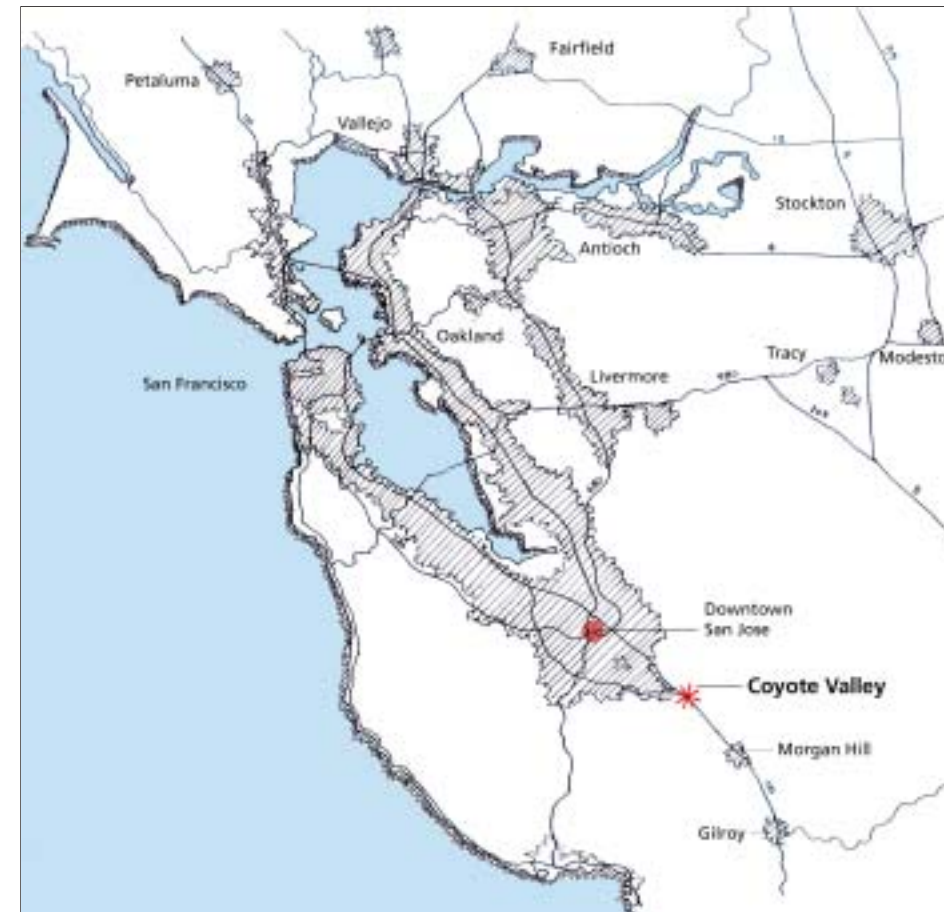 Fairfield
Petaluma
Vallejo
Stockton
Antioch
Oakland
Tracy
Modesto
San Francisco
Livermore
Downtown
San Jose
Coyote Valley
Morgan Hill
Gilroy